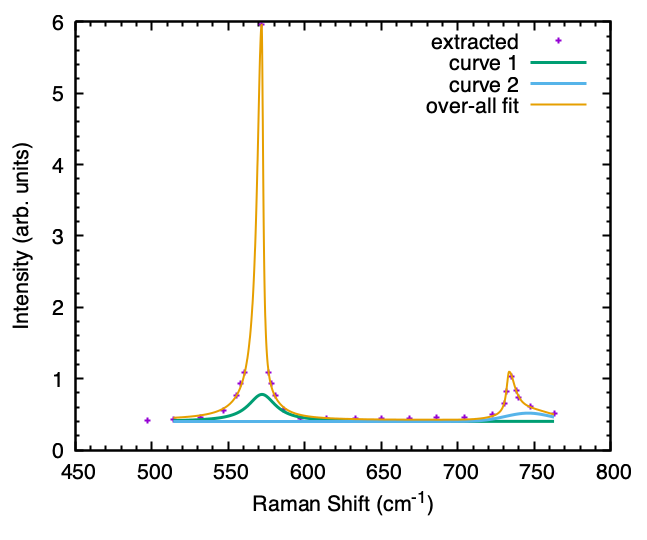 6
5
4
3
2
1
0
Intensity (arb. units)
extracted
curve 1
curve 2
over-all fit
450 500 550 600 650 700 750 800
Raman Shift (cm⁻¹)